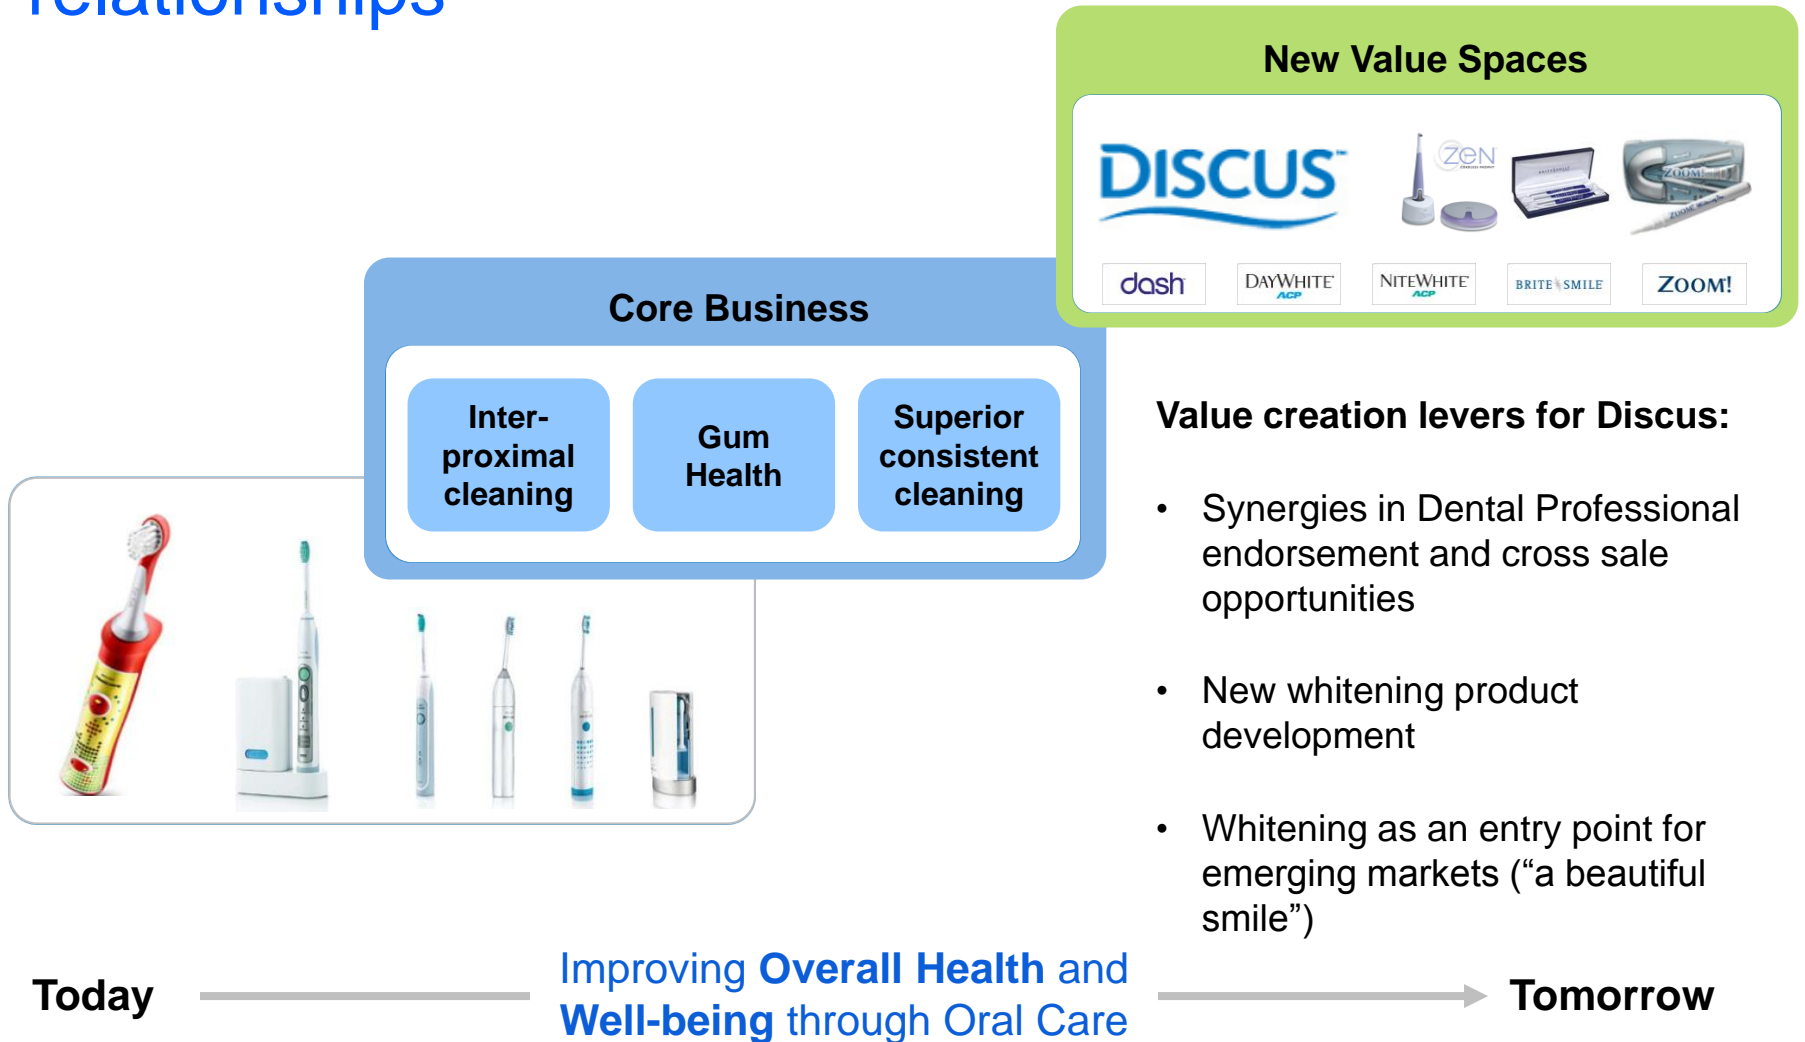 relationships
New Value Spaces
DISCUS™
ZEN
ZOOM!
dash
DAYWHITE
ACP
NITEWHITE
ACP
BRITE SMILE
ZOOM!
Core Business
Inter-
proximal
cleaning
Gum
Health
Superior
consistent
cleaning
Value creation levers for Discus:
• Synergies in Dental Professional
endorsement and cross sale
opportunities
• New whitening product
development
• Whitening as an entry point for
emerging markets (“a beautiful
smile”)
Today
Improving Overall Health and
Well-being through Oral Care
Tomorrow